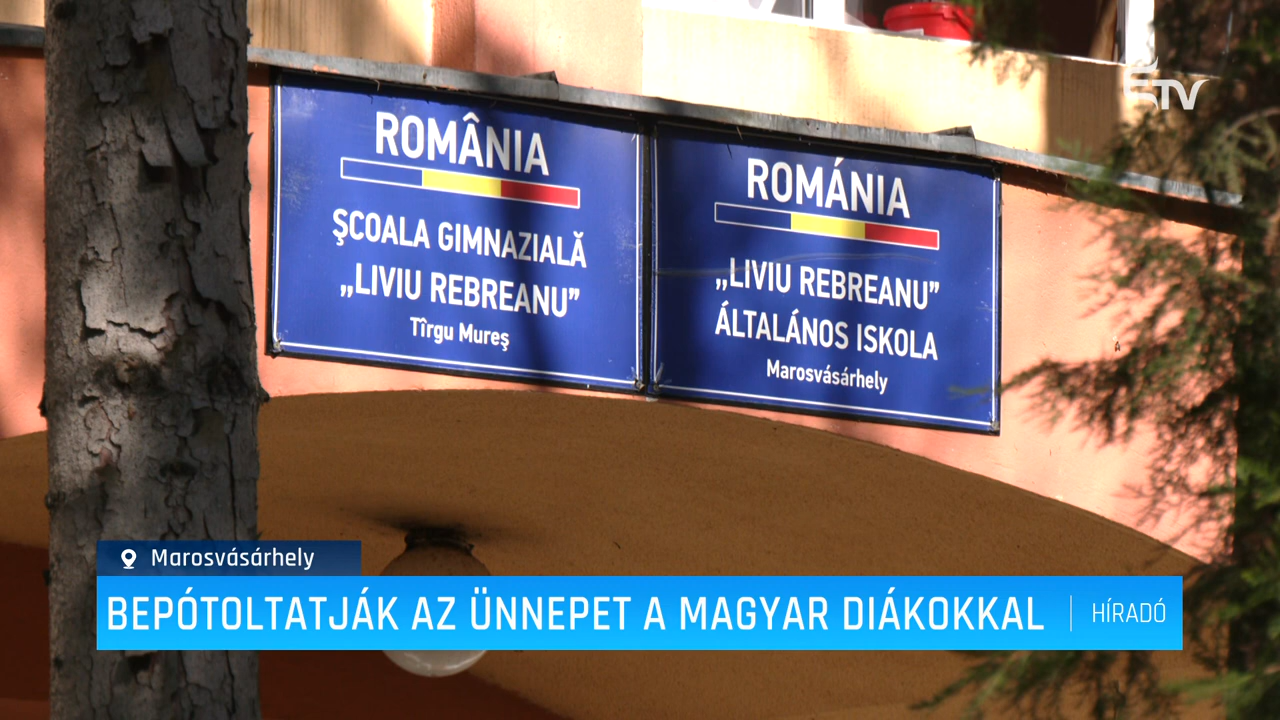 STV
ROMÂNIA
ŞCOALA GIMNAZIALĂ
„LIVIU REBREANU”
Tîrgu Mureş
ROMÁNIA
„LIVIU REBREANU”
ÁLTALÁNOS ISKOLA
Marosvásárhely
Marosvásárhely
BEPÓTOLTATJÁK AZ ÜNNEPET A MAGYAR DIÁKOKKAL
HÍRADÓ